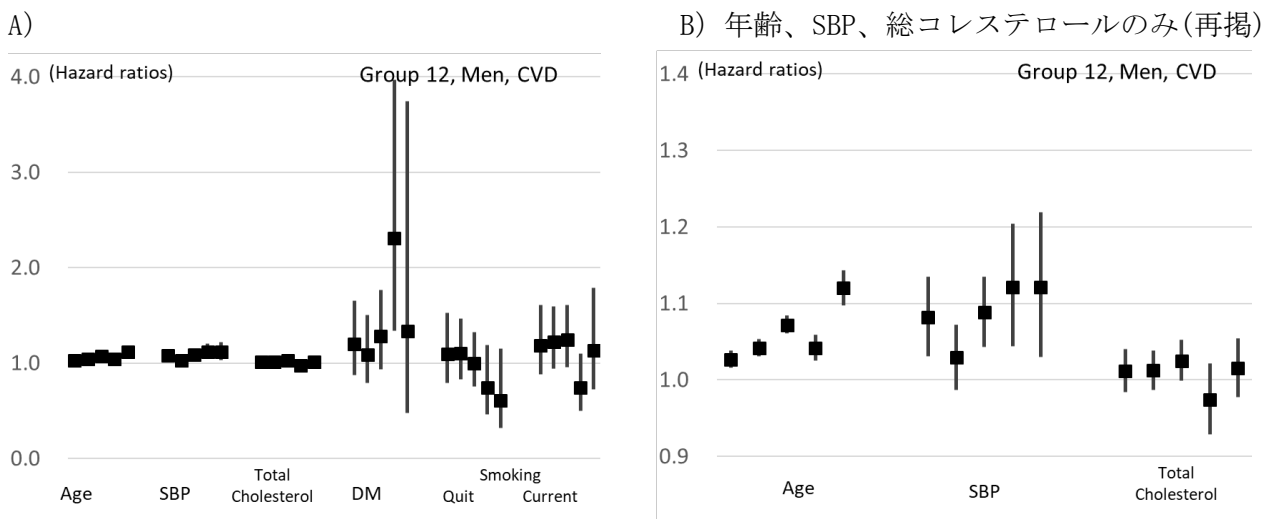 A)
(Hazard ratios)
Group 12, Men, CVD
4.0
3.0
2.0
1.0
0.0
Age
SBP
Total
Cholesterol
DM
Smoking
Quit
Current
B) 年齢、SBP、総コレステロールのみ(再掲)
(Hazard ratios)
Group 12, Men, CVD
1.4
1.3
1.2
1.1
1.0
0.9
Age
SBP
Total
Cholesterol